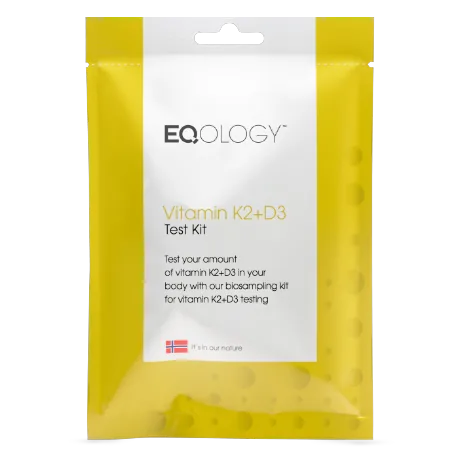 EQOLOGY™
Vitamin K2+D3
Test Kit
Test your amount
of vitamin K2+D3 in your
body with our biosampling kit
for vitamin K2+D3 testing
it's in our nature